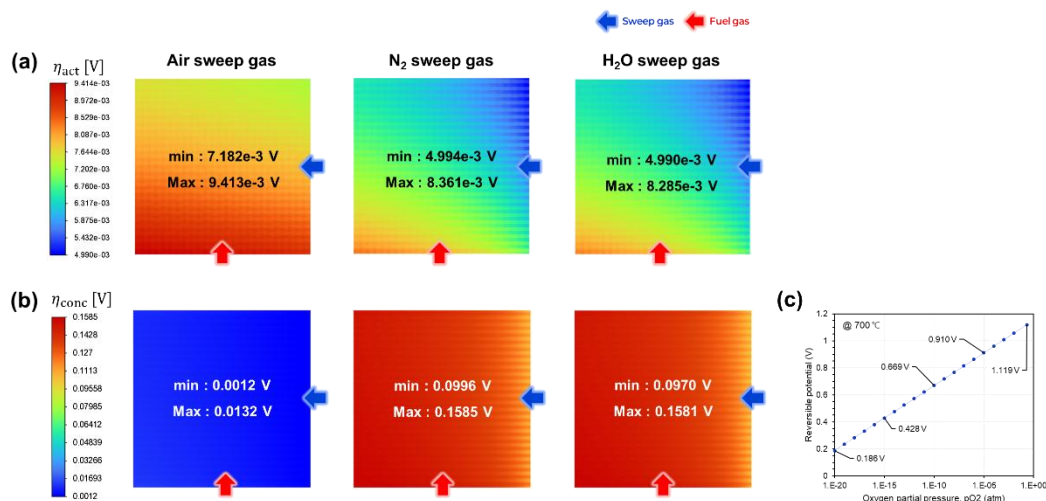 Sweep gas
Fuel gas
(a)
ηact [V]
Air sweep gas
N2 sweep gas
H2O sweep gas
9.414e-03
8.972e-03
8.529e-03
8.087e-03
7.644e-03
7.202e-03
6.760e-03
6.317e-03
5.875e-03
5.432e-03
4.990e-03
min : 7.182e-3 V
Max : 9.413e-3 V
min : 4.994e-3 V
Max : 8.361e-3 V
min : 4.990e-3 V
Max : 8.285e-3 V
(b)
ηconc [V]
0.1585
0.1428
0.127
0.1113
0.09558
0.07985
0.06412
0.04839
0.03266
0.01693
0.0012
min : 0.0012 V
Max : 0.0132 V
min : 0.0996 V
Max : 0.1585 V
min : 0.0970 V
Max : 0.1581 V
(c)
@ 700 ℃
Reversible potential (V)
1.2
1
0.8
0.6
0.4
0.2
0
0.910 V
1.119 V
0.669 V
0.428 V
0.186 V
1.E-20
1.E-15
1.E-10
1.E-05
1.E+00
Oxygen partial pressure, pO2 (atm)